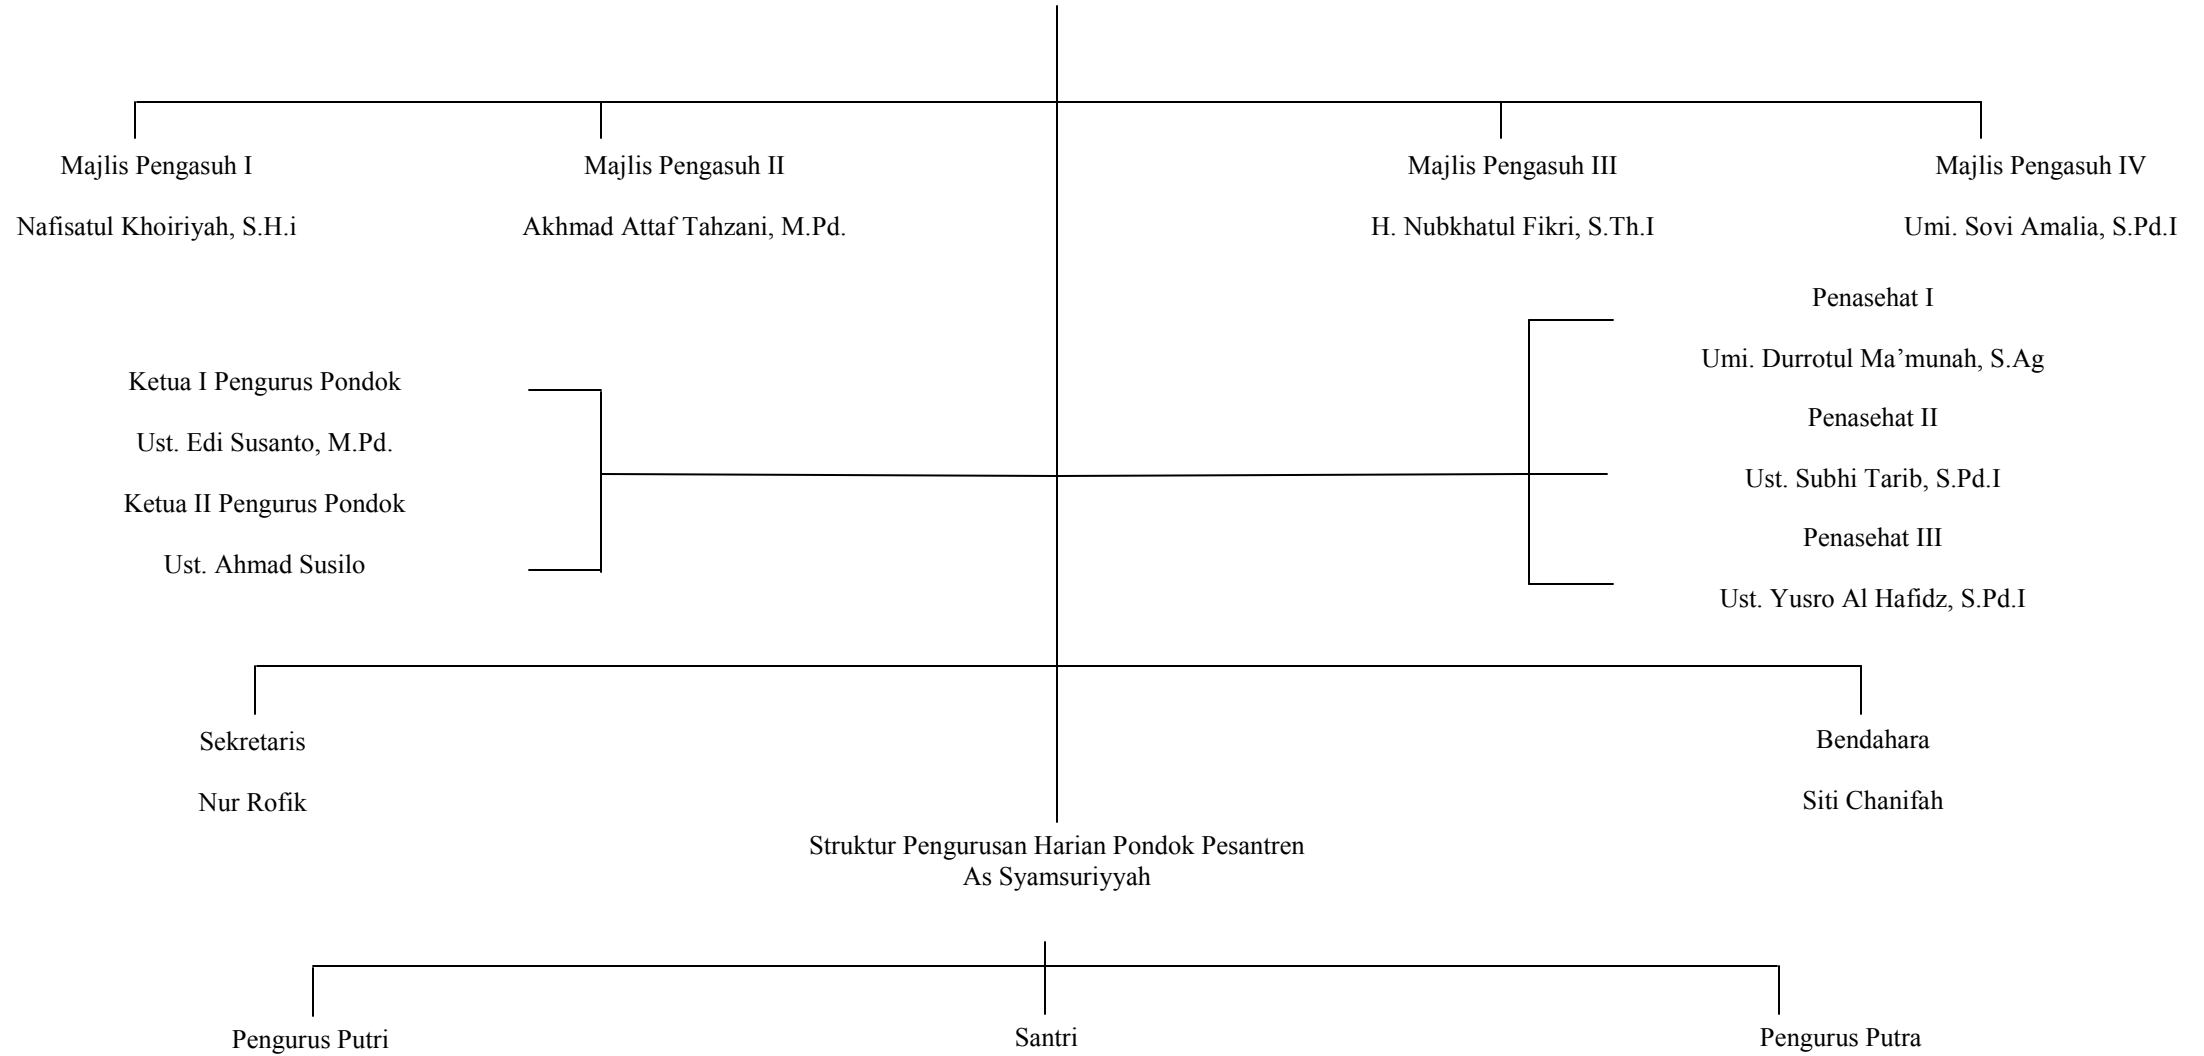 Majlis Pengasuh I
Nafisatul Khoiriyah, S.H.i
Majlis Pengasuh II
Akhmad Attaf Tahzani, M.Pd.
Majlis Pengasuh III
H. Nubkhatul Fikri, S.Th.I
Majlis Pengasuh IV
Umi. Sovi Amalia, S.Pd.I
Ketua I Pengurus Pondok
Ust. Edi Susanto, M.Pd.
Ketua II Pengurus Pondok
Ust. Ahmad Susilo
Penasehat I
Umi. Durrotul Ma’munah, S.Ag
Penasehat II
Ust. Subhi Tarib, S.Pd.I
Penasehat III
Ust. Yusro Al Hafidz, S.Pd.I
Sekretaris
Nur Rofik
Bendahara
Siti Chanifah
Struktur Pengurusan Harian Pondok Pesantren
As Syamsuriyyah
Pengurus Putri
Santri
Pengurus Putra